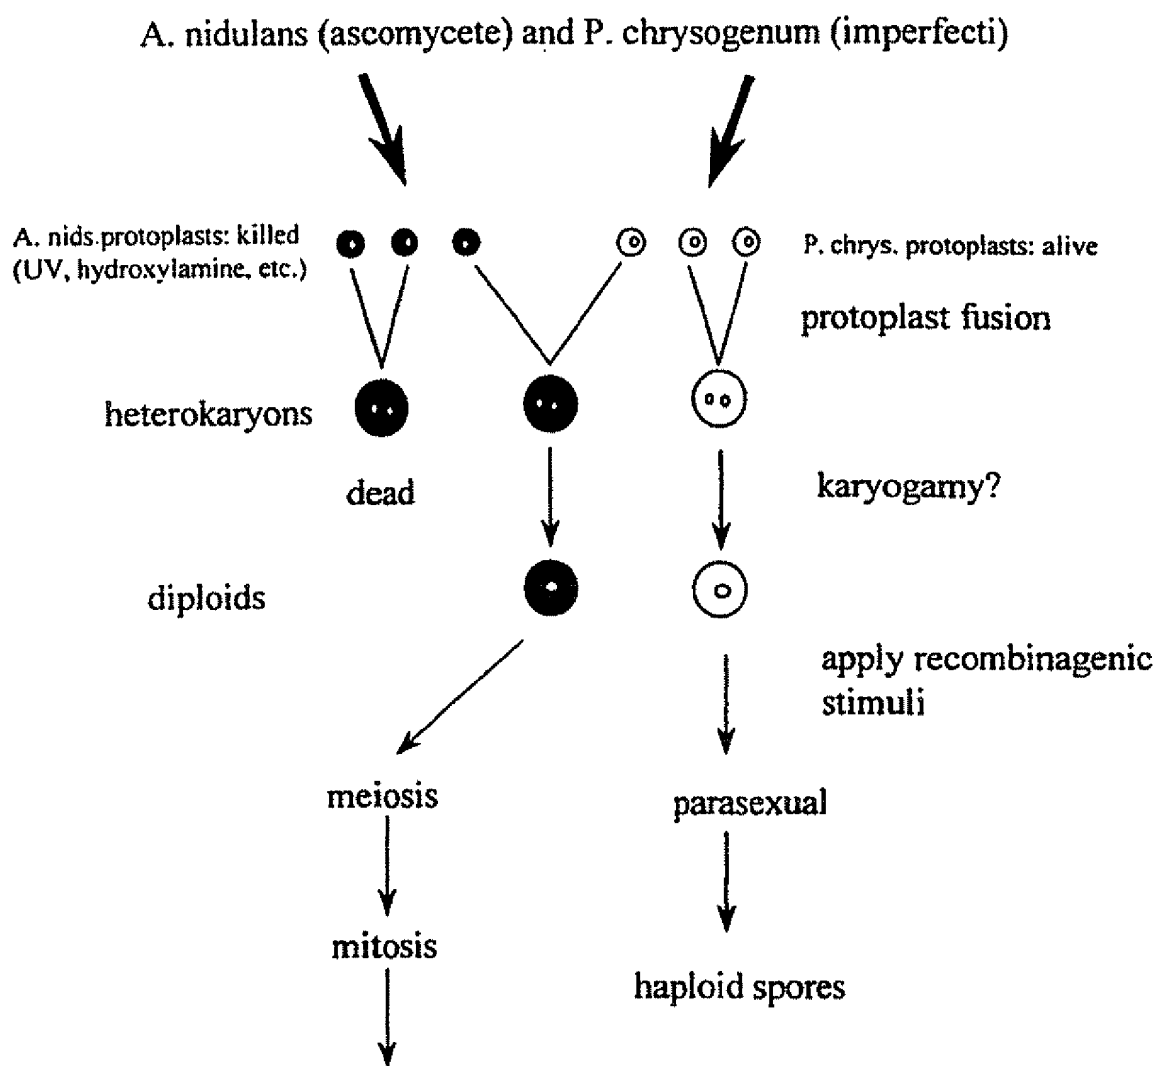 A. nidulans (ascomycete) and P. chrysogenum (imperfecti)
A. nids.protoplasts: killed
(UV, hydroxylamine, etc.)
P. chrys. protoplasts: alive
protoplast fusion
heterokaryons
dead
karyogamy?
diploids
apply recombinagenic
stimuli
meiosis
parasexual
mitosis
haploid spores